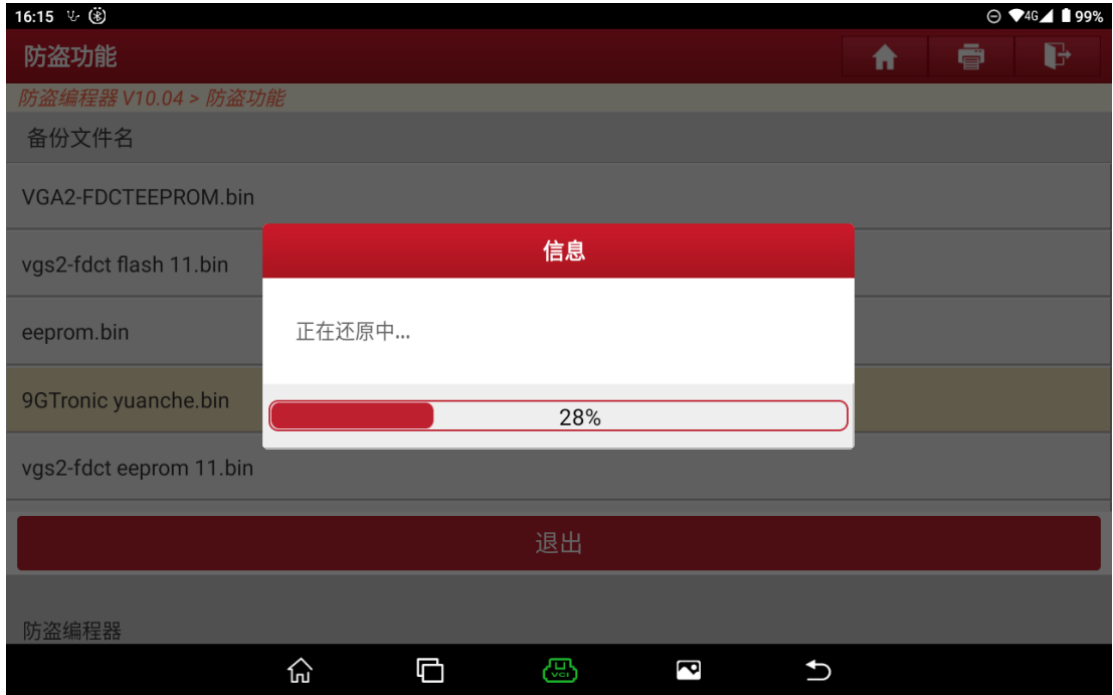 16:15 4G 99%
防盗功能
防盗编程器 V10.04 > 防盗功能
备份文件名
VGA2-FDCTEEPROM.bin
vgs2-fdct flash 11.bin
信息
eeprom.bin
正在还原中...
9GTronic yuanche.bin
28%
vgs2-fdct eeprom 11.bin
退出
防盗编程器
VCI